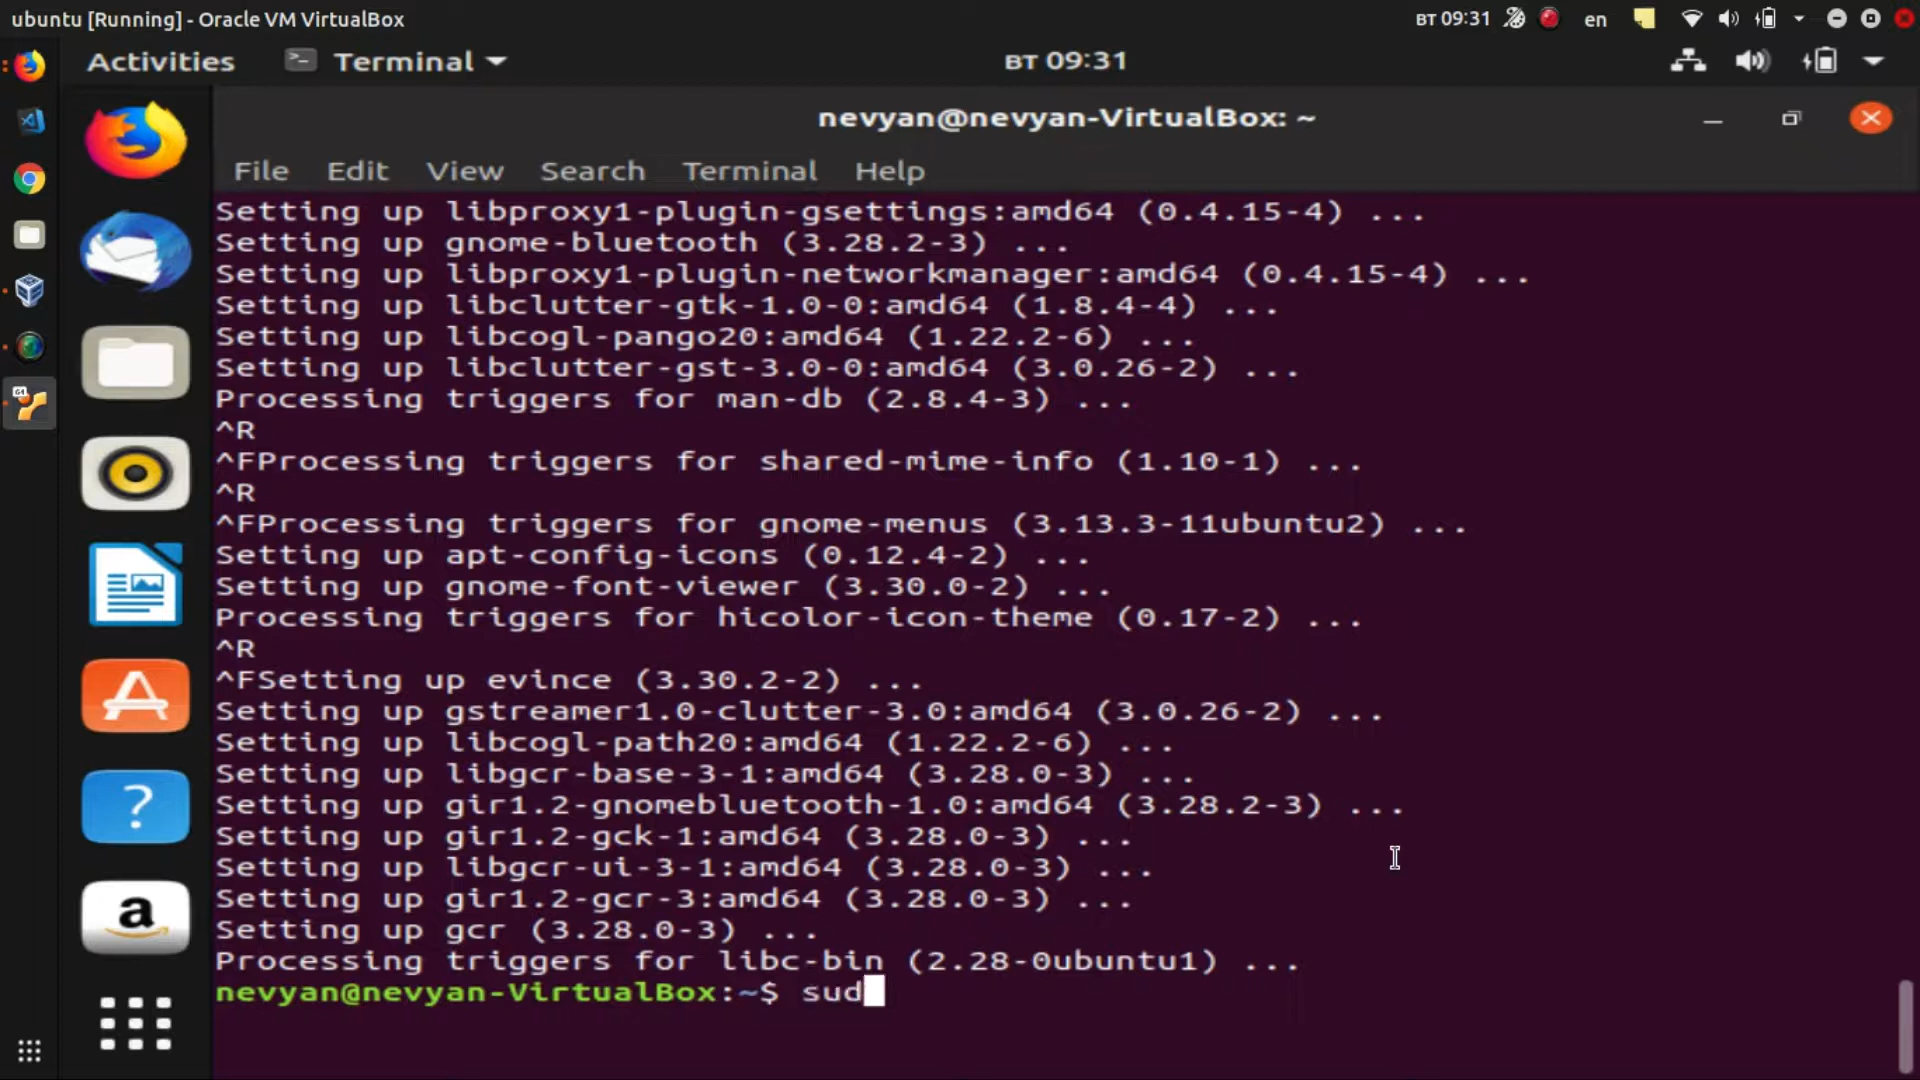 ubuntu [Running] - Oracle VM VirtualBox
вт 09:31
en
Activities
Terminal
вт 09:31
nevyan@nevyan-VirtualBox: ~
File Edit View Search Terminal Help
Setting up libproxy1-plugin-gsettings:amd64 (0.4.15-4) ...
Setting up gnome-bluetooth (3.28.2-3) ...
Setting up libproxy1-plugin-networkmanager:amd64 (0.4.15-4) ...
Setting up libclutter-gtk-1.0-0:amd64 (1.8.4-4) ...
Setting up libcogl-pango20:amd64 (1.22.2-6) ...
Setting up libclutter-gst-3.0-0:amd64 (3.0.26-2) ...
Processing triggers for man-db (2.8.4-3) ...
^R
^FProcessing triggers for shared-mime-info (1.10-1) ...
^R
^FProcessing triggers for gnome-menus (3.13.3-11ubuntu2) ...
Setting up apt-config-icons (0.12.4-2) ...
Setting up gnome-font-viewer (3.30.0-2) ...
Processing triggers for hicolor-icon-theme (0.17-2) ...
^R
^FSetting up evince (3.30.2-2) ...
Setting up gstreamer1.0-clutter-3.0:amd64 (3.0.26-2) ...
Setting up libcogl-path20:amd64 (1.22.2-6) ...
Setting up libgcr-base-3-1:amd64 (3.28.0-3) ...
Setting up gir1.2-gnomebluetooth-1.0:amd64 (3.28.2-3) ...
Setting up gir1.2-gck-1:amd64 (3.28.0-3) ...
Setting up libgcr-ui-3-1:amd64 (3.28.0-3) ...
Setting up gir1.2-gcr-3:amd64 (3.28.0-3) ...
Setting up gcr (3.28.0-3) ...
Processing triggers for libc-bin (2.28-0ubuntu1) ...
nevyan@nevyan-VirtualBox:~$ sud